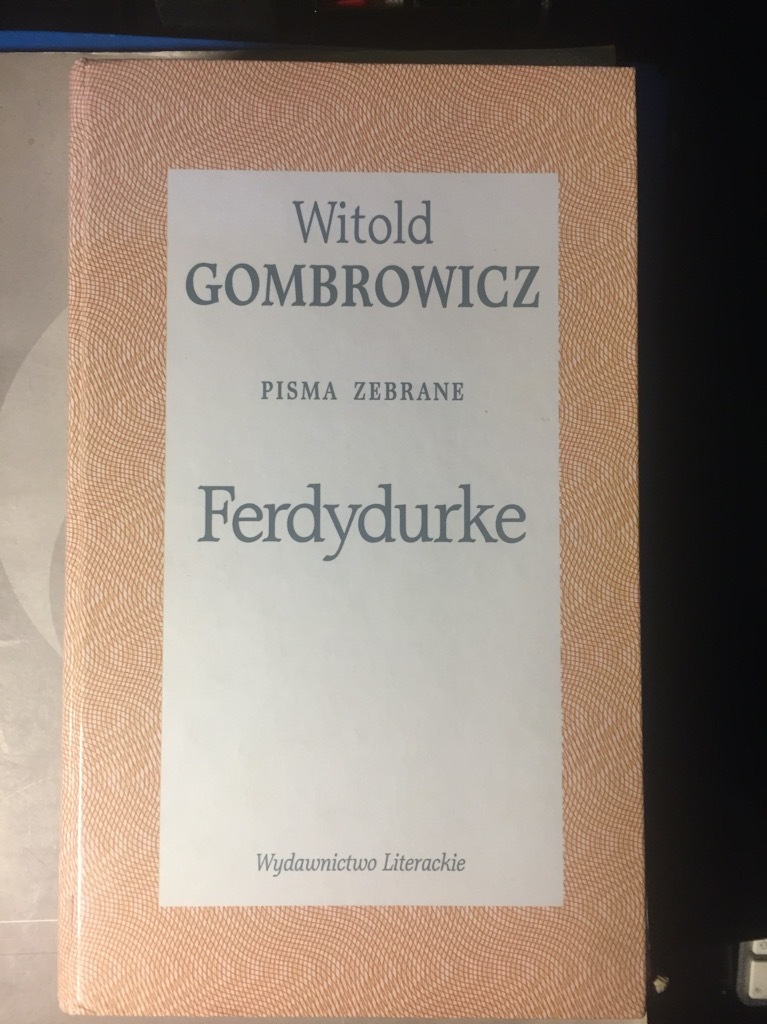 Witold
GOMBROWICZ
PISMA ZEBRANE
Ferdydurke
Wydawnictwo Literackie